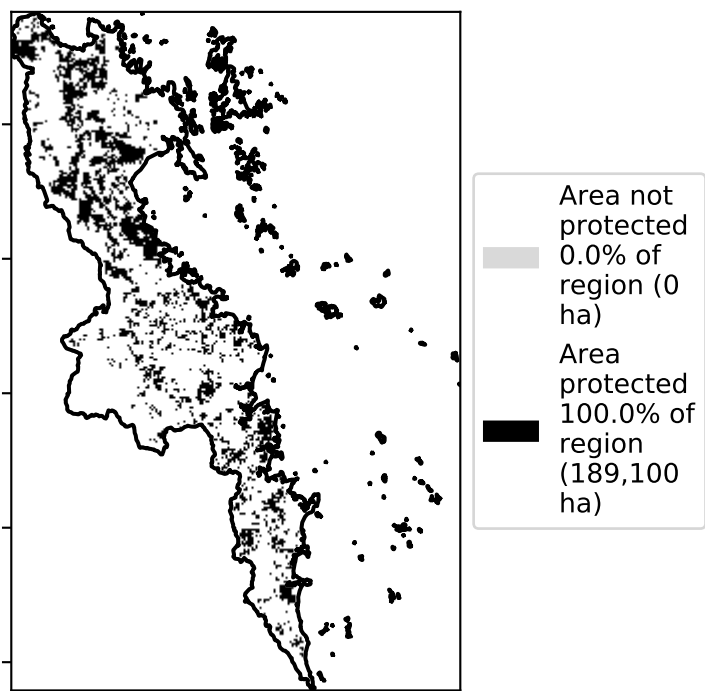 Area not
protected
0.0% of
region (0
ha)
Area
protected
100.0% of
region
(189,100
ha)